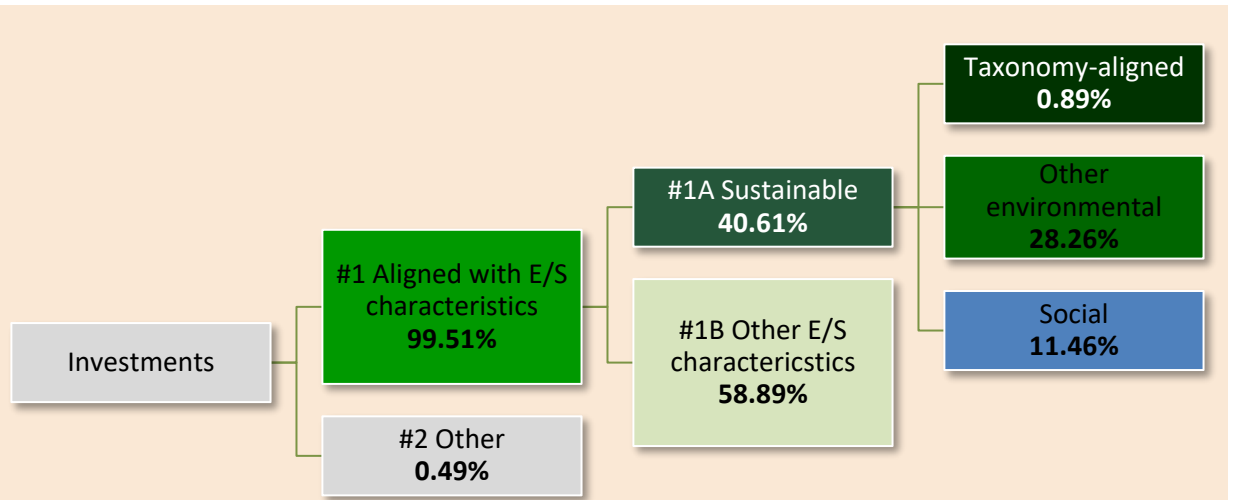 Investments
#1 Aligned with E/S
characteristics
99.51%
#2 Other
0.49%
#1A Sustainable
40.61%
#1B Other E/S
charactericstics
58.89%
Taxonomy-aligned
0.89%
Other
environmental
28.26%
Social
11.46%